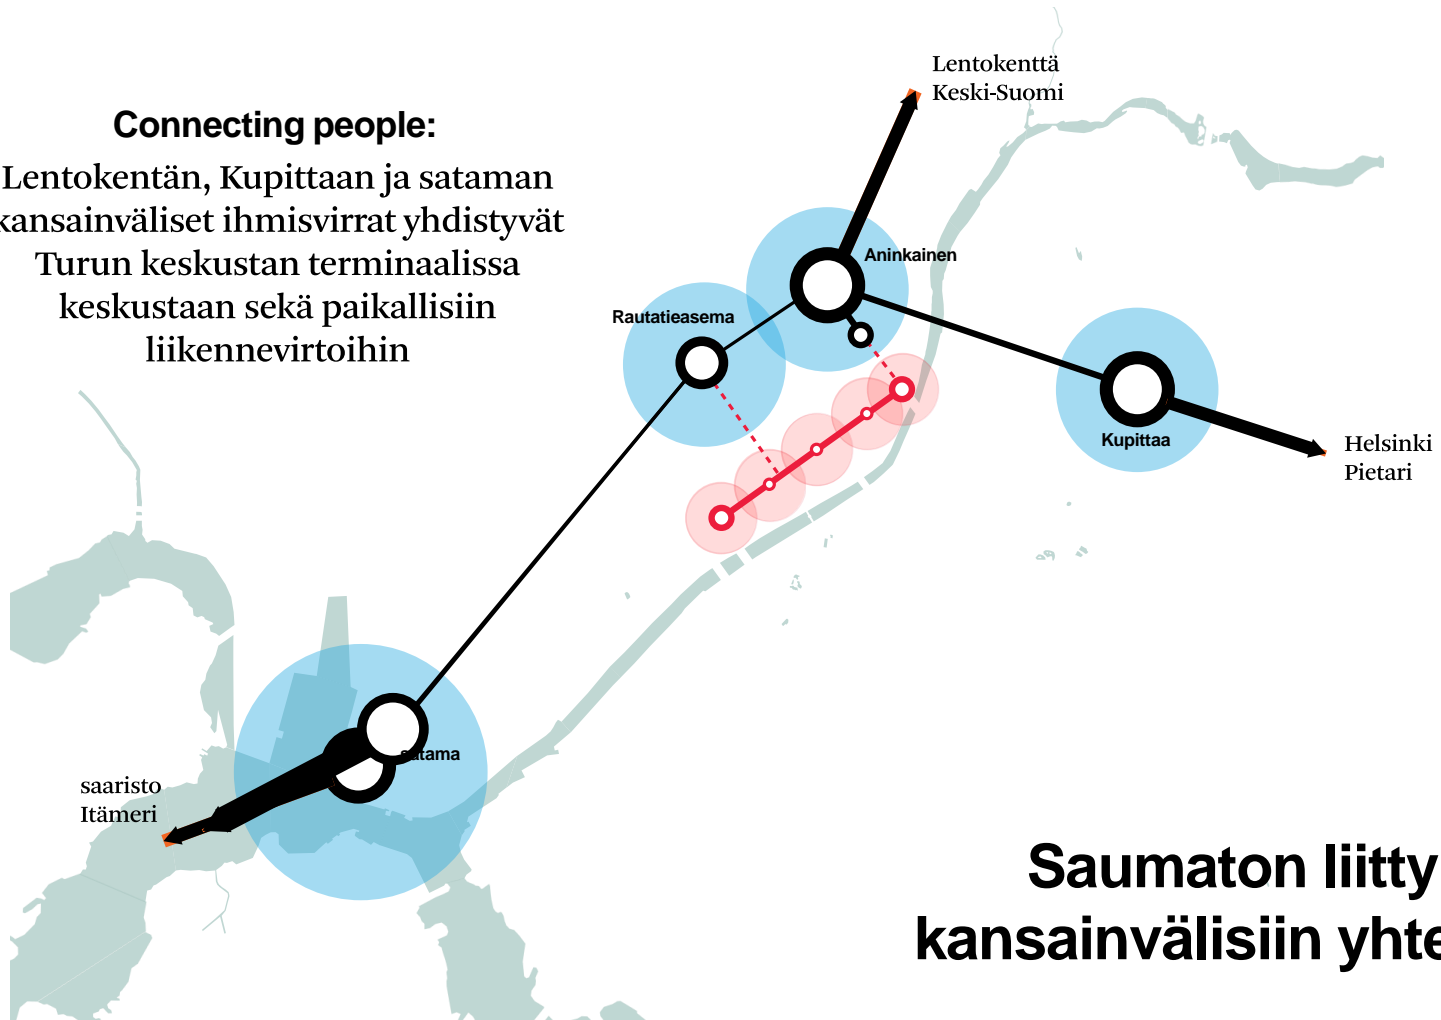 Lentokenttä
Keski-Suomi
Connecting people:
Lentokentän, Kupittaan ja sataman
kansainväliset ihmisvirrat yhdistyvät
Turun keskustan terminaalissa
keskustaan sekä paikallisiin
liikennevirtoihin
Aninkainen
Rautatieasema
Kupittaa
Helsinki
Pietari
satama
saaristo
Itämeri
Saumaton liitty
kansainvälisiin yhte